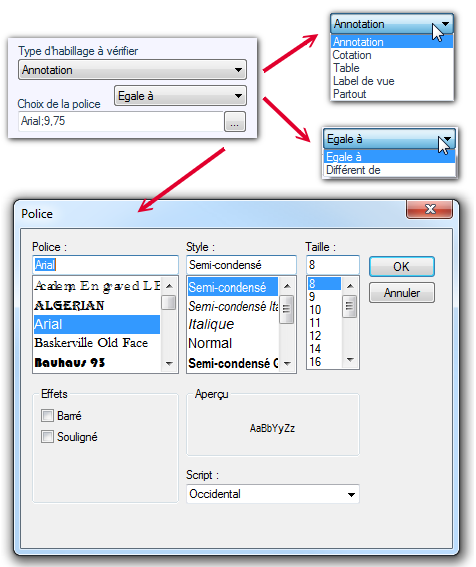 Type d'habillage à vérifier
Annotation
Egale à
Choix de la police
Arial;9,75
...
Annotation
Annotation
Cotation
Table
Label de vue
Partout
Egale à
Egale à
Différent de
Police
Police :
Arial
Academy Engraved LE
ALGERIAN
Arial
Baskerville Old Face
Bauhaus 93
Style :
Semi-condensé
Semi-condensé
Semi-condensé Ita
Italique
Normal
Semi-condensé G
Taille :
8
8
9
10
11
12
14
16
OK
Annuler
Effets
Barré
Souligné
Aperçu
AaBbYyZz
Script :
Occidental